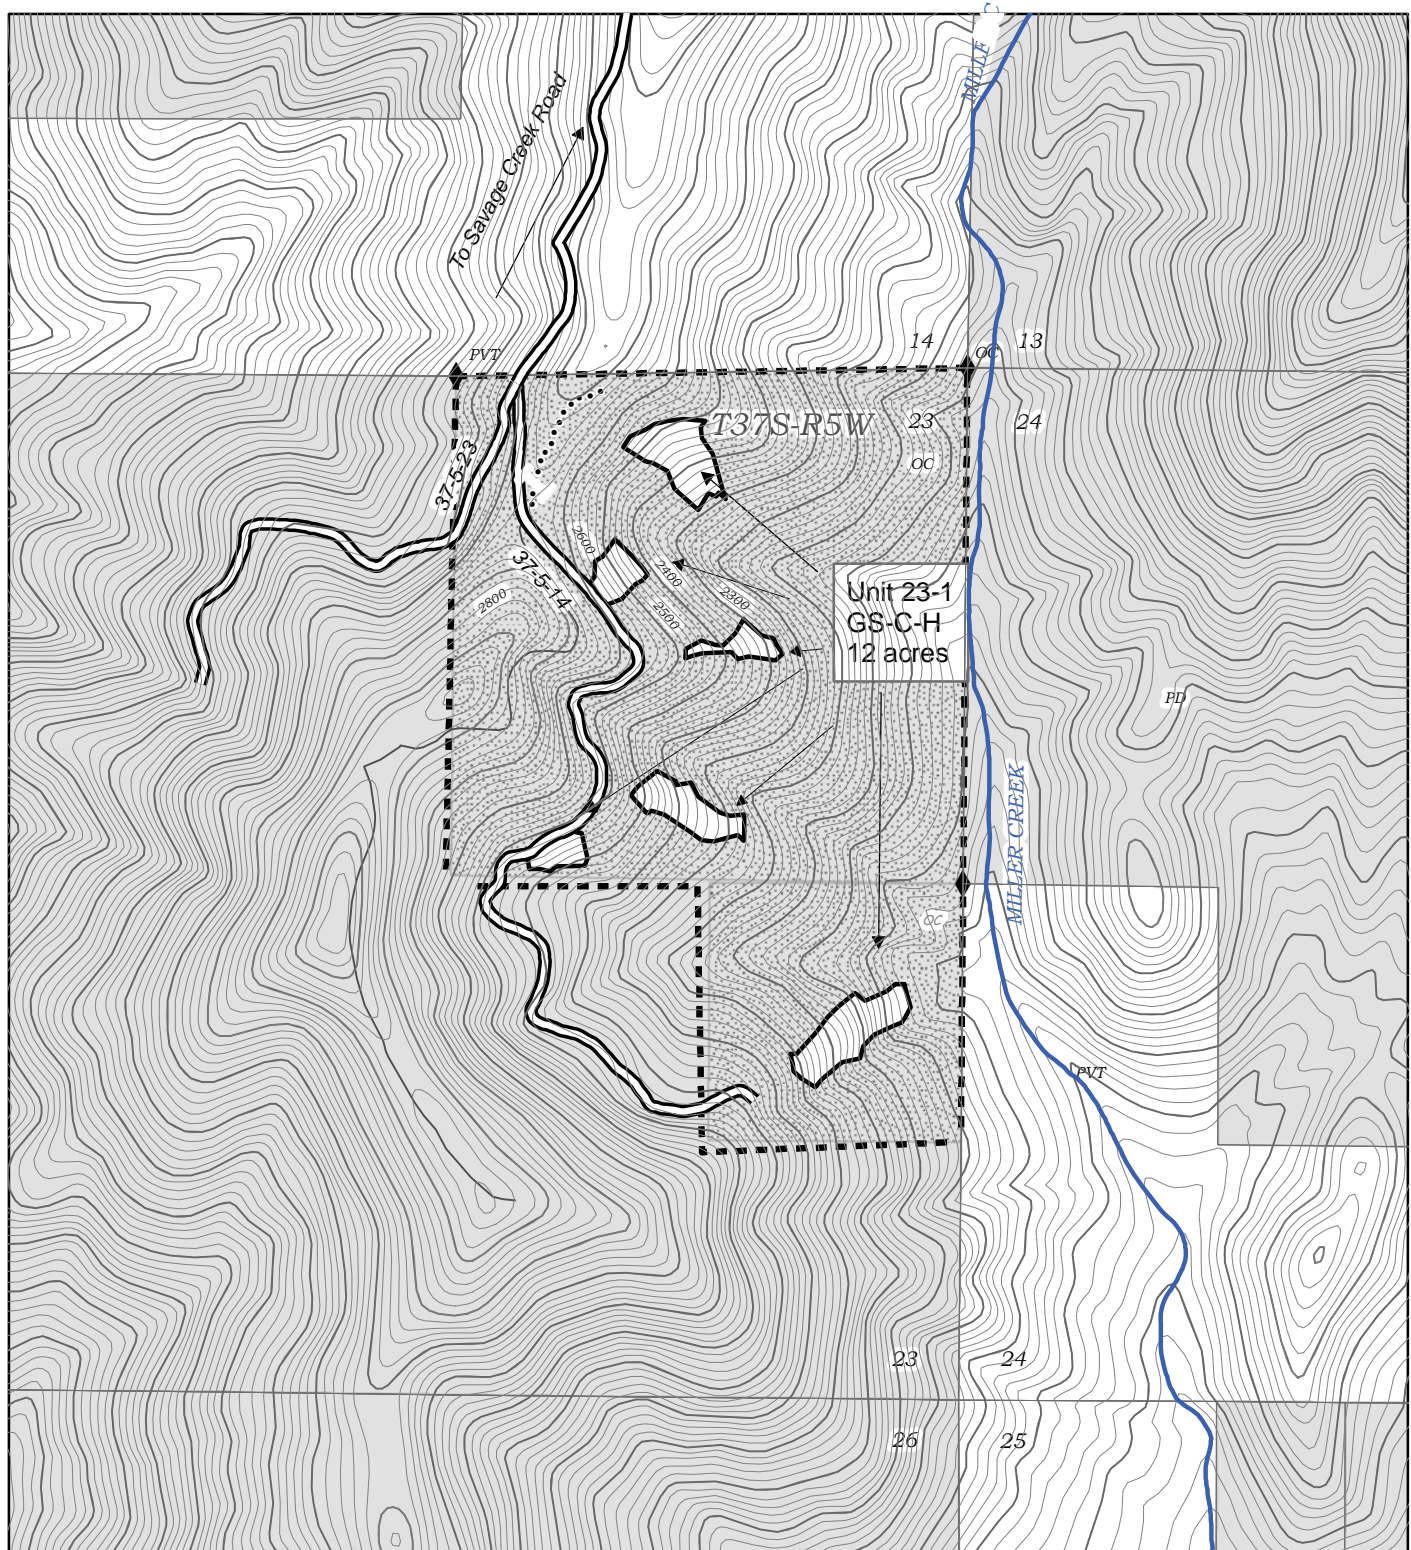 MILLE C
To Savage Creek Road
14
13
PVT
OC
T37S-R5W
23
24
OC
37-5-23
2600
37-5-14
2400
2800
2300
2500
Unit 23-1
GS-C-H
12 acres
PD
MILLER CREEK
OC
PVT
23
24
26
25